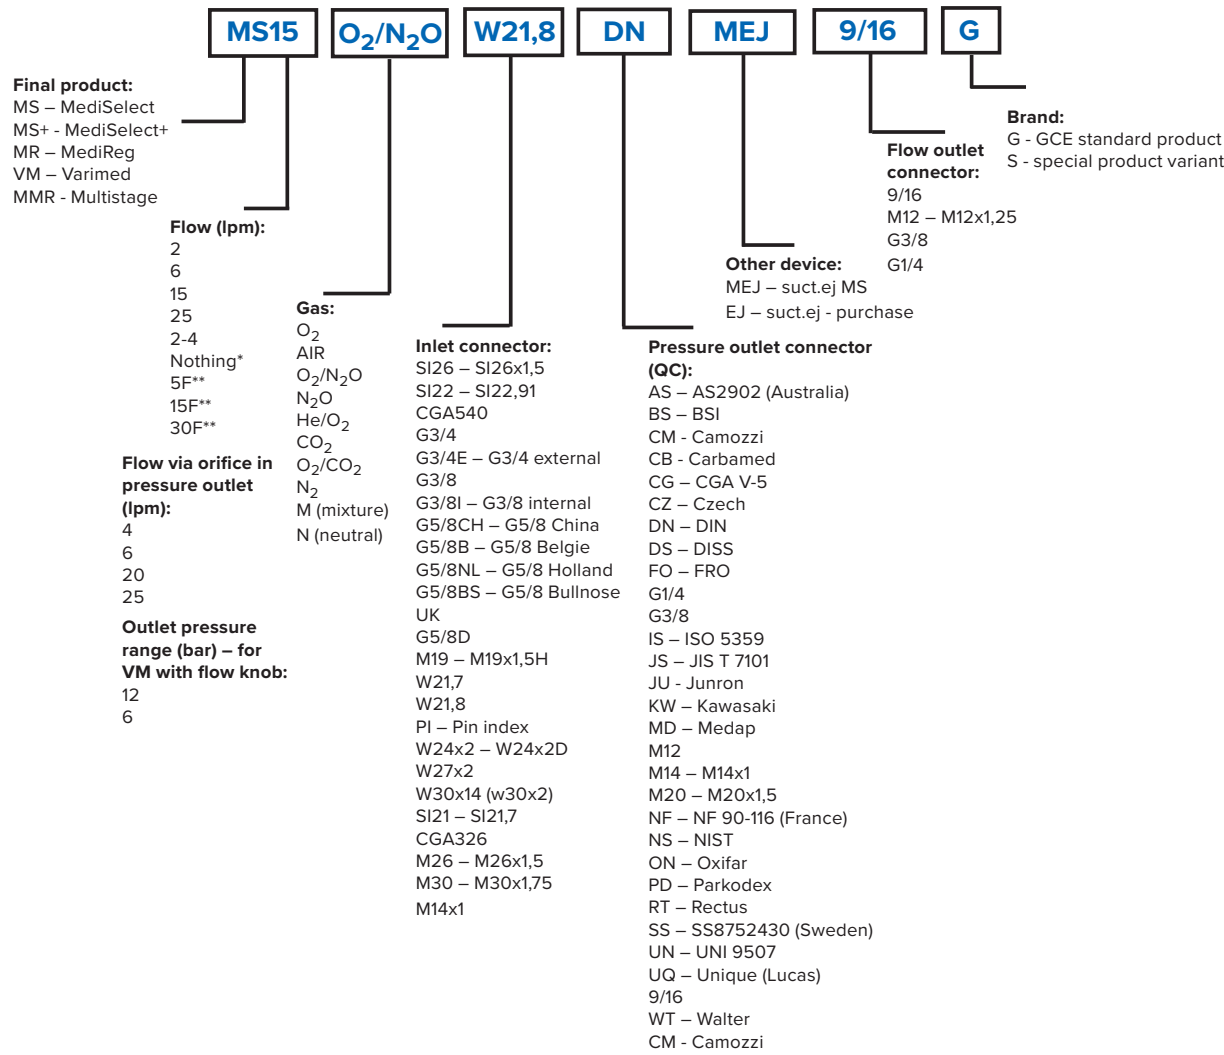 MS15 O₂/N₂O W21,8 DN MEJ 9/16 G
Final product:
MS – MediSelect
MS+ - MediSelect+
MR – MediReg
VM – Varimed
MMR - Multistage
Flow (lpm):
2
6
15
25
2-4
Nothing*
5F**
15F**
30F**
Flow via orifice in
pressure outlet
(lpm):
4
6
20
25
Outlet pressure
range (bar) – for
VM with flow knob:
12
6
Gas:
O₂
AIR
O₂/N₂O
N₂O
He/O₂
CO₂
O₂/CO₂
N₂
M (mixture)
N (neutral)
Inlet connector:
SI26 – SI26x1,5
SI22 – SI22,91
CGA540
G3/4
G3/4E – G3/4 external
G3/8
G3/8I – G3/8 internal
G5/8CH – G5/8 China
G5/8B – G5/8 Belgie
G5/8NL – G5/8 Holland
G5/8BS – G5/8 Bullnose
UK
G5/8D
M19 – M19x1,5H
W21,7
W21,8
PI – Pin index
W24x2 – W24x2D
W27x2
W30x14 (w30x2)
SI21 – SI21,7
CGA326
M26 – M26x1,5
M30 – M30x1,75
M14x1
Pressure outlet connector
(QC):
AS – AS2902 (Australia)
BS – BSI
CM - Camozzi
CB - Carbamed
CG – CGA V-5
CZ – Czech
DN – DIN
DS – DISS
FO – FRO
G1/4
G3/8
IS – ISO 5359
JS – JIS T 7101
JU - Junron
KW – Kawasaki
MD – Medap
M12
M14 – M14x1
M20 – M20x1,5
NF – NF 90-116 (France)
NS – NIST
ON – Oxifar
PD – Parkodex
RT – Rectus
SS – SS8752430 (Sweden)
UN – UNI 9507
UQ – Unique (Lucas)
9/16
WT – Walter
CM - Camozzi
Other device:
MEJ – suct.ej MS
EJ – suct.ej - purchase
Flow outlet
connector:
9/16
M12 – M12x1,25
G3/8
G1/4
Brand:
G - GCE standard product
S - special product variant